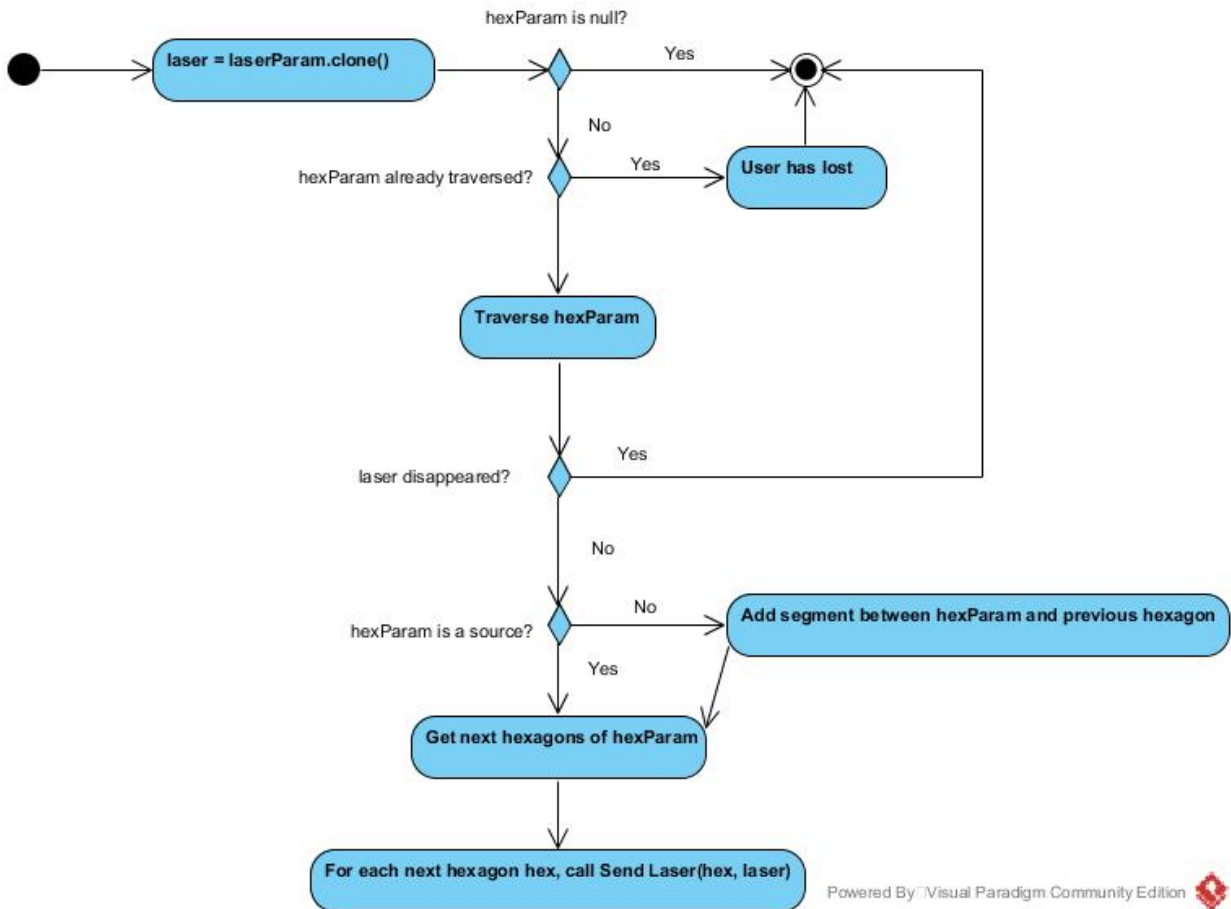 hexParam is null?
laser = laserParam.clone()
Yes
No
hexParam already traversed?
Yes
User has lost
Traverse hexParam
laser disappeared?
Yes
No
hexParam is a source?
No
Add segment between hexParam and previous hexagon
Yes
Get next hexagons of hexParam
For each next hexagon hex, call Send Laser(hex, laser)
Powered By Visual Paradigm Community Edition